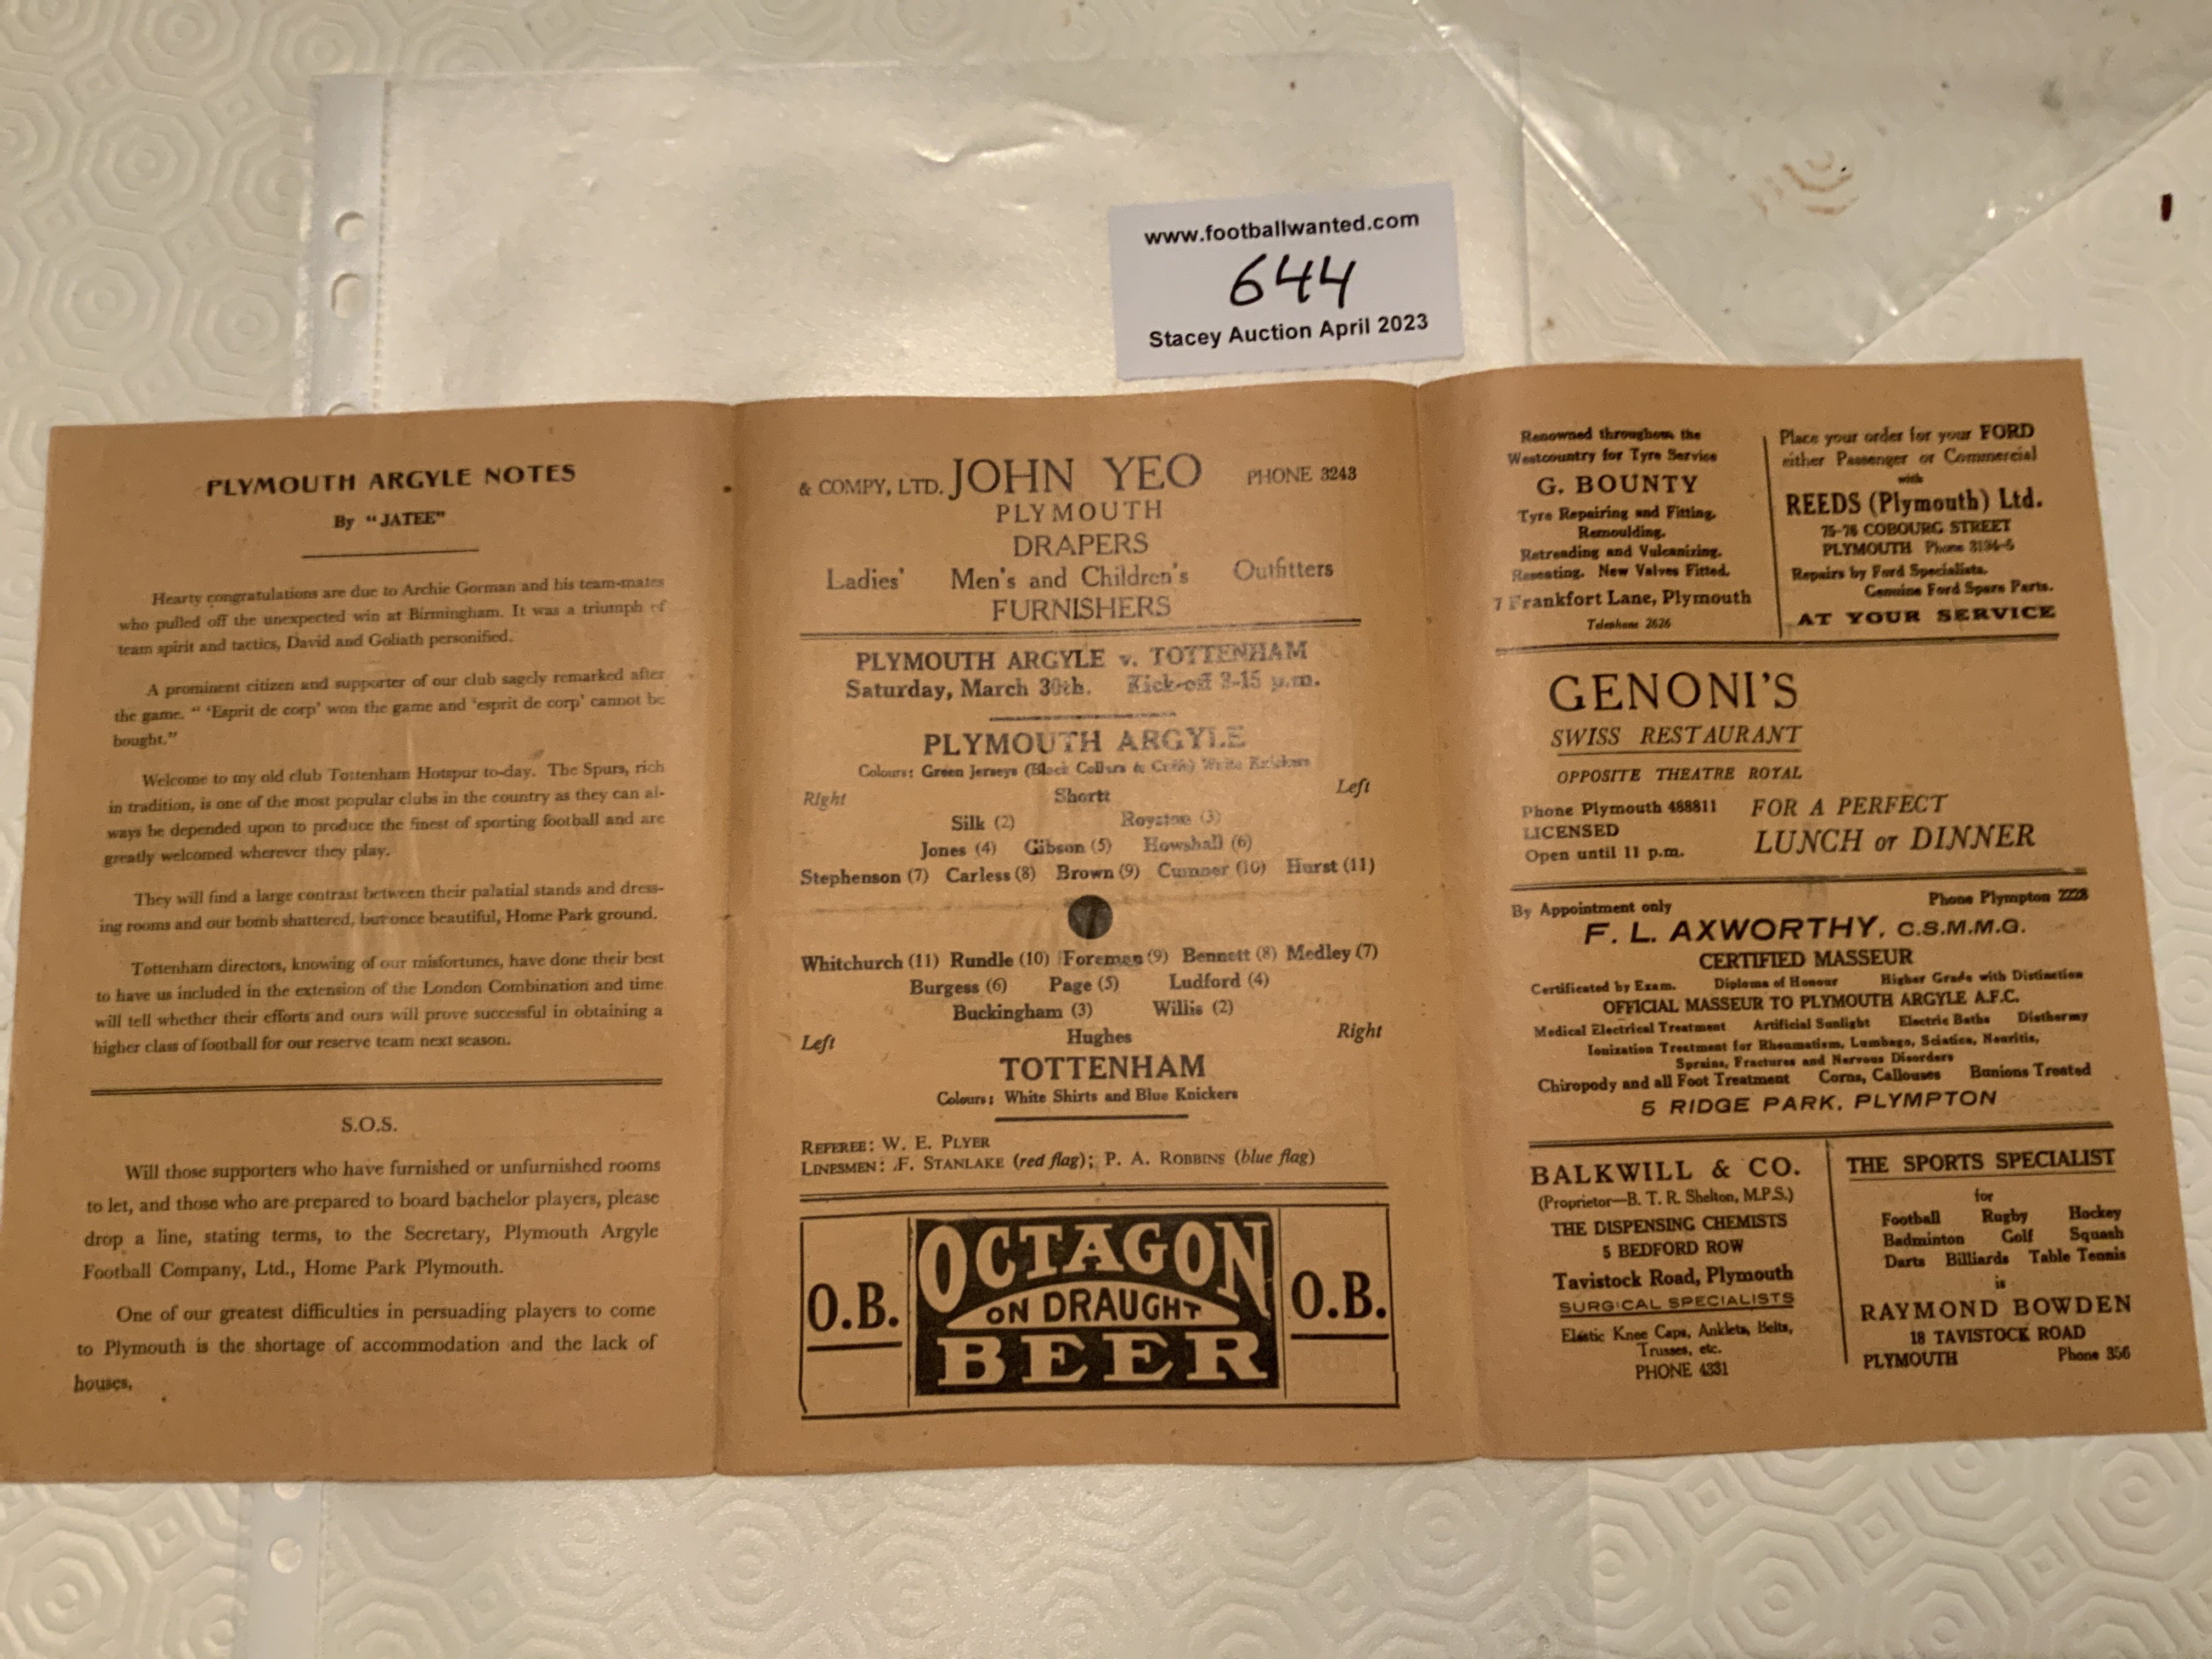 www.footballwanted.com
644
Stacey Auction April 2023
PLYMOUTH ARGYLE NOTES
By "JATEE"
Hearty congratulations are due to Archie Gorman and his team-mates
who pulled off the unexpected win at Birmingham. It was a triumph of
team spirit and tactics, David and Goliath personified.
A prominent citizen and supporter of our club sagely remarked after
the game. " 'Esprit de corp' won the game and 'esprit de corp' cannot be
bought."
Welcome to my old club Tottenham Hotspur to-day. The Spurs, rich
in tradition, is one of the most popular clubs in the country as they can al-
ways be depended upon to produce the finest of sporting football and are
greatly welcomed wherever they play.
They will find a large contrast between their palatial stands and dress-
ing rooms and our bomb shattered, but once beautiful, Home Park ground.
Tottenham directors, knowing of our misfortunes, have done their best
to have us included in the extension of the London Combination and time
will tell whether their efforts and ours will prove successful in obtaining a
higher class of football for our reserve team next season.
S.O.S.
Will those supporters who have furnished or unfurnished rooms
to let, and those who are prepared to board bachelor players, please
drop a line, stating terms, to the Secretary, Plymouth Argyle
Football Company, Ltd., Home Park Plymouth.
One of our greatest difficulties in persuading players to come
to Plymouth is the shortage of accommodation and the lack of
houses.
& COMPY, LTD. JOHN YEO PHONE 3243
PLYMOUTH
DRAPERS
Ladies' Men's and Children's Outfitters
FURNISHERS
PLYMOUTH ARGYLE v. TOTTENHAM
Saturday, March 30th. Kick-off 3-15 p.m.
PLYMOUTH ARGYLE
Colours: Green Jerseys (Black Collars & Cuffs) White Knickers
Right Shortt Left
Silk (2) Royston (3)
Jones (4) Gibson (5) Howshall (6)
Stephenson (7) Carless (8) Brown (9) Cumner (10) Hurst (11)
Whitchurch (11) Rundle (10) Foreman (9) Bennett (8) Medley (7)
Burgess (6) Page (5) Ludford (4)
Buckingham (3) Willis (2)
Left Hughes Right
TOTTENHAM
Colours: White Shirts and Blue Knickers
REFEREE: W. E. PLYER
LINESMEN: F. STANLAKE (red flag); P. A. ROBBINS (blue flag)
O.B. OCTAGON O.B.
ON DRAUGHT
BEER
Renowned throughout the
Westcountry for Tyre Service
G. BOUNTY
Tyre Repairing and Fitting.
Remoulding.
Retreading and Vulcanizing.
Reseating. New Valves Fitted.
7 Frankfort Lane, Plymouth
Telephone 2626
Place your order for your FORD
either Passenger or Commercial
with
REEDS (Plymouth) Ltd.
75-76 COBOURG STREET
PLYMOUTH Phone
Repairs by Ford Specialists.
Genuine Ford Spare Parts.
AT YOUR SERVICE
GENONI'S
SWISS RESTAURANT
OPPOSITE THEATRE ROYAL
Phone Plymouth 488811
LICENSED
Open until 11 p.m.
FOR A PERFECT
LUNCH or DINNER
By Appointment only Phone Plympton 2228
F. L. AXWORTHY, C.S.M.M.G.
CERTIFIED MASSEUR
Certificated by Exam. Diploma of Honour Higher Grade with Distinction
OFFICIAL MASSEUR TO PLYMOUTH ARGYLE A.F.C.
Medical Electrical Treatment Artificial Sunlight Electric Baths Diathermy
Ionization Treatment for Rheumatism, Lumbago, Sciatica, Neuritis,
Sprains, Fractures and Nervous Disorders
Chiropody and all Foot Treatment Corns, Callouses Bunions Treated
5 RIDGE PARK, PLYMPTON
BALKWILL & CO.
(Proprietor—B. T. R. Shelton, M.P.S.)
THE DISPENSING CHEMISTS
5 BEDFORD ROW
Tavistock Road, Plymouth
SURGICAL SPECIALISTS
Elastic Knee Caps, Anklets, Belts,
Trusses, etc.
PHONE 4331
THE SPORTS SPECIALIST
for
Football Rugby Hockey
Badminton Golf Squash
Darts Billiards Table Tennis
is
RAYMOND BOWDEN
18 TAVISTOCK ROAD
PLYMOUTH Phone 356